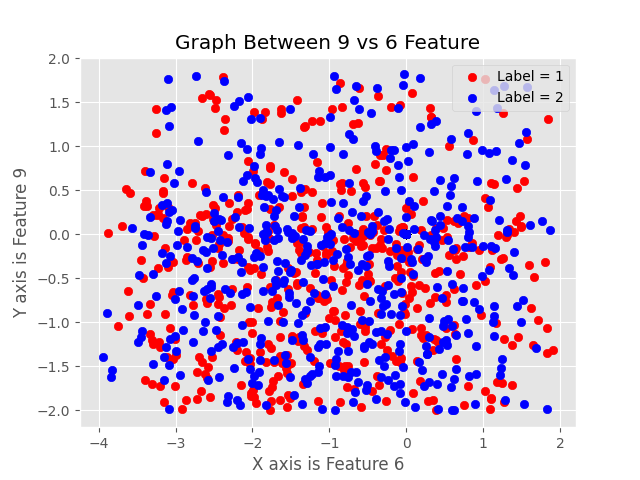 Graph Between 9 vs 6 Feature
Label = 1
Label = 2
2.0
1.5
1.0
0.5
0.0
−0.5
−1.0
−1.5
−2.0
Y axis is Feature 9
−4 −3 −2 −1 0 1 2
X axis is Feature 6